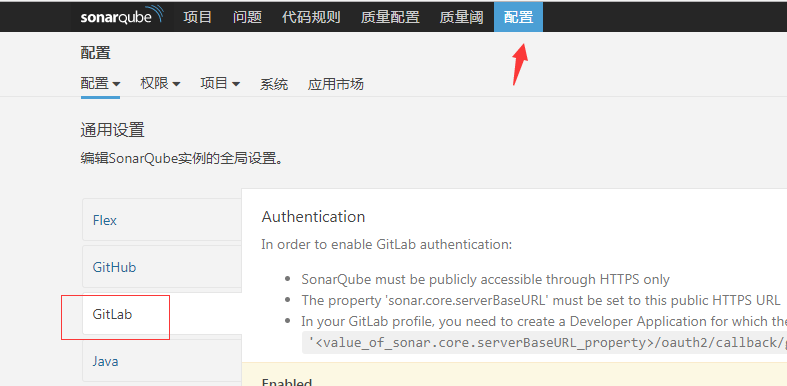 sonarqube 项目 问题 代码规则 质量配置 质量阈 配置
配置
配置 权限 项目 系统 应用市场
通用设置
编辑SonarQube实例的全局设置。
Flex
GitHub
GitLab
Java
Authentication
In order to enable GitLab authentication:
SonarQube must be publicly accessible through HTTPS only
The property 'sonar.core.serverBaseURL' must be set to this public HTTPS URL
In your GitLab profile, you need to create a Developer Application for which the
'<value_of_sonar.core.serverBaseURL_property>/oauth2/callback/
Enabled